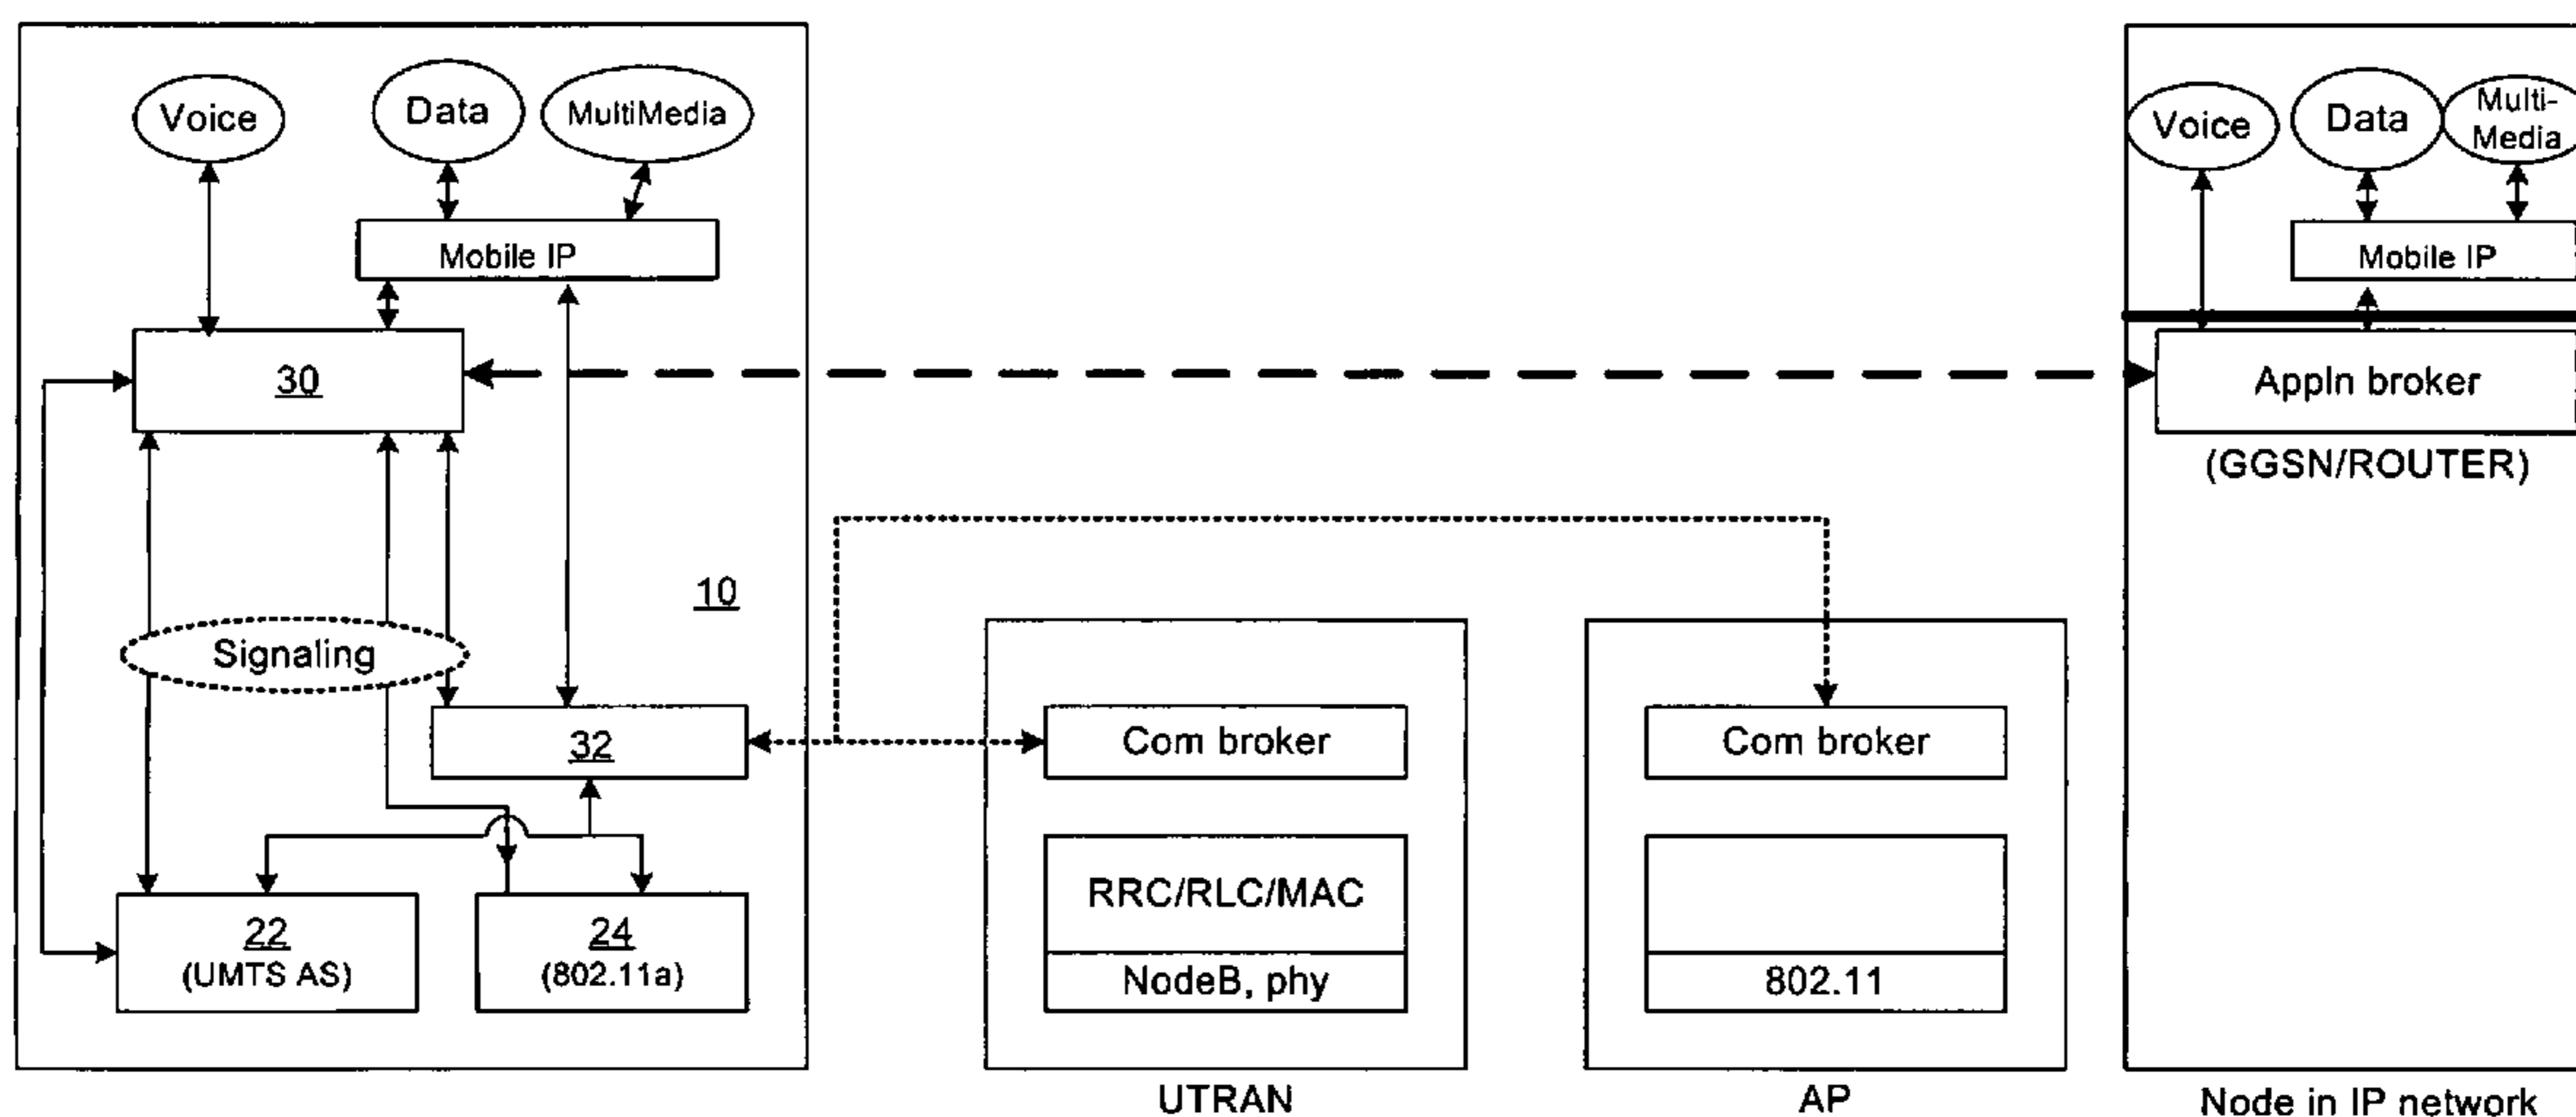 Voice
Data
MultiMedia
Mobile IP
30
Signaling
10
32
22
(UMTS AS)
24
(802.11a)
Com broker
RRC/RLC/MAC
NodeB, phy
UTRAN
Com broker
802.11
AP
Voice
Data
Multi-
Media
Mobile IP
Appln broker
(GGSN/ROUTER)
Node in IP network